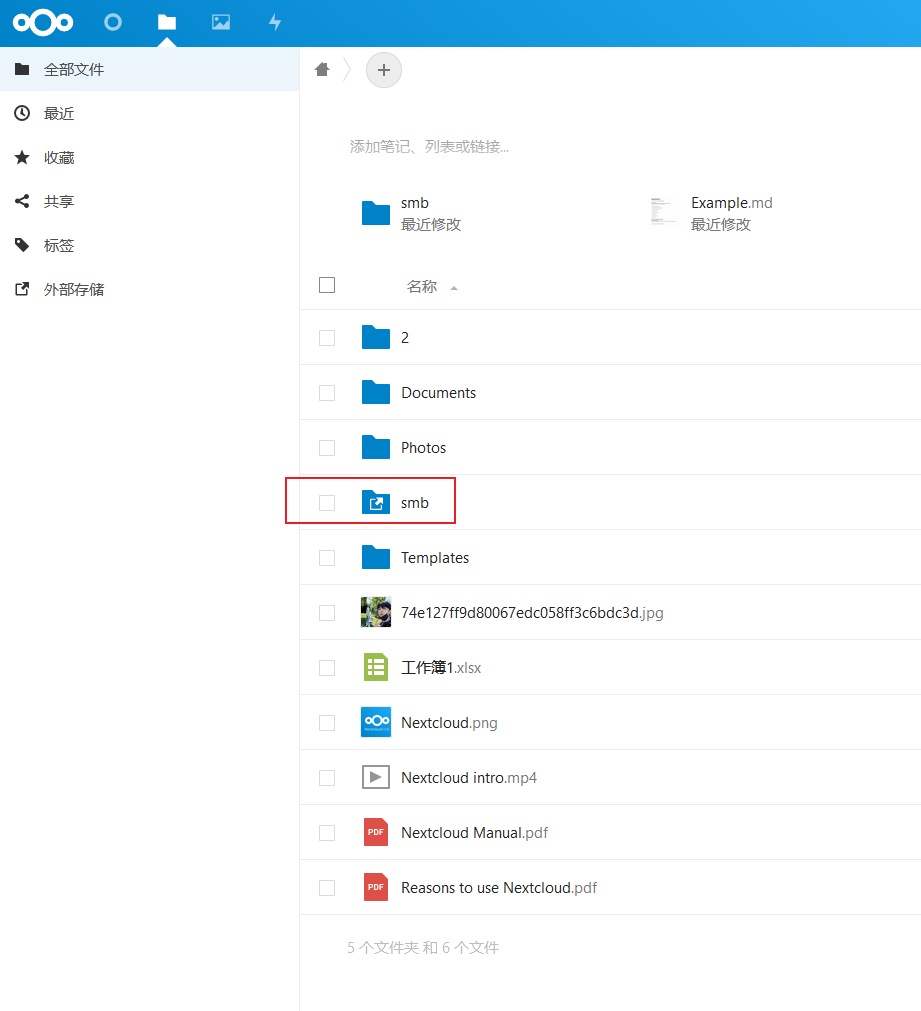 全部文件
最近
收藏
共享
标签
外部存储
添加笔记、列表或链接...
smb
最近修改
Example.md
最近修改
名称
2
Documents
Photos
smb
Templates
74e127ff9d80067edc058ff3c6bdc3d.jpg
工作簿1.xlsx
Nextcloud.png
Nextcloud intro.mp4
PDF
Nextcloud Manual.pdf
PDF
Reasons to use Nextcloud.pdf
5 个文件夹 和 6 个文件